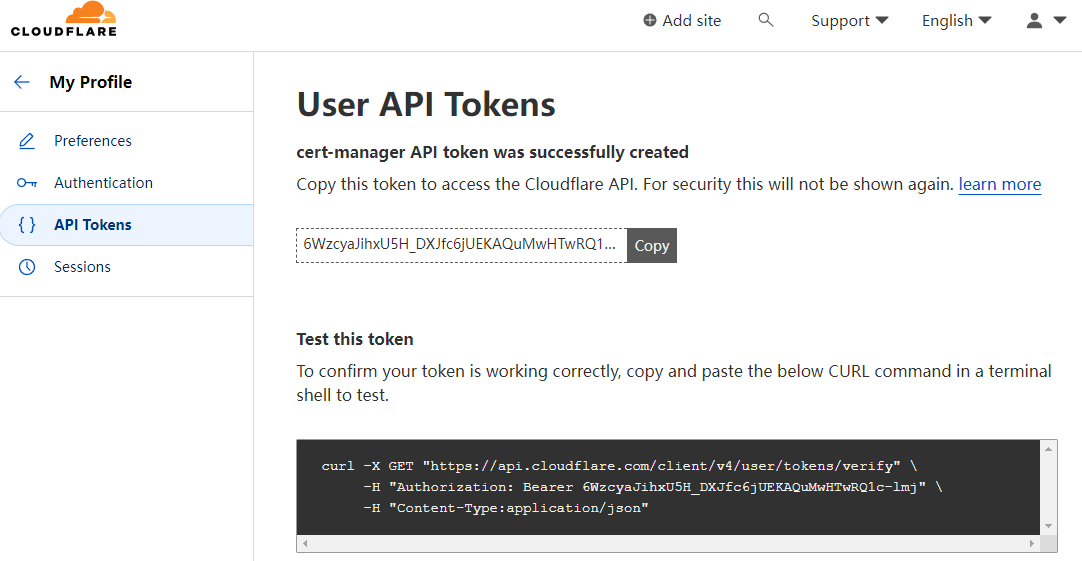 CLOUDFLARE
Add site
Support
English
My Profile
Preferences
Authentication
API Tokens
Sessions
User API Tokens
cert-manager API token was successfully created
Copy this token to access the Cloudflare API. For security this will not be shown again. learn more
6WzcyaJihxU5H_DXJfc6jUEKAQuMwHTwRQ1...
Copy
Test this token
To confirm your token is working correctly, copy and paste the below CURL command in a terminal
shell to test.
curl -X GET "https://api.cloudflare.com/client/v4/user/tokens/verify" \
-H "Authorization: Bearer 6WzcyaJihxU5H_DXJfc6jUEKAQuMwHTwRQ1c-lmj" \
-H "Content-Type:application/json"